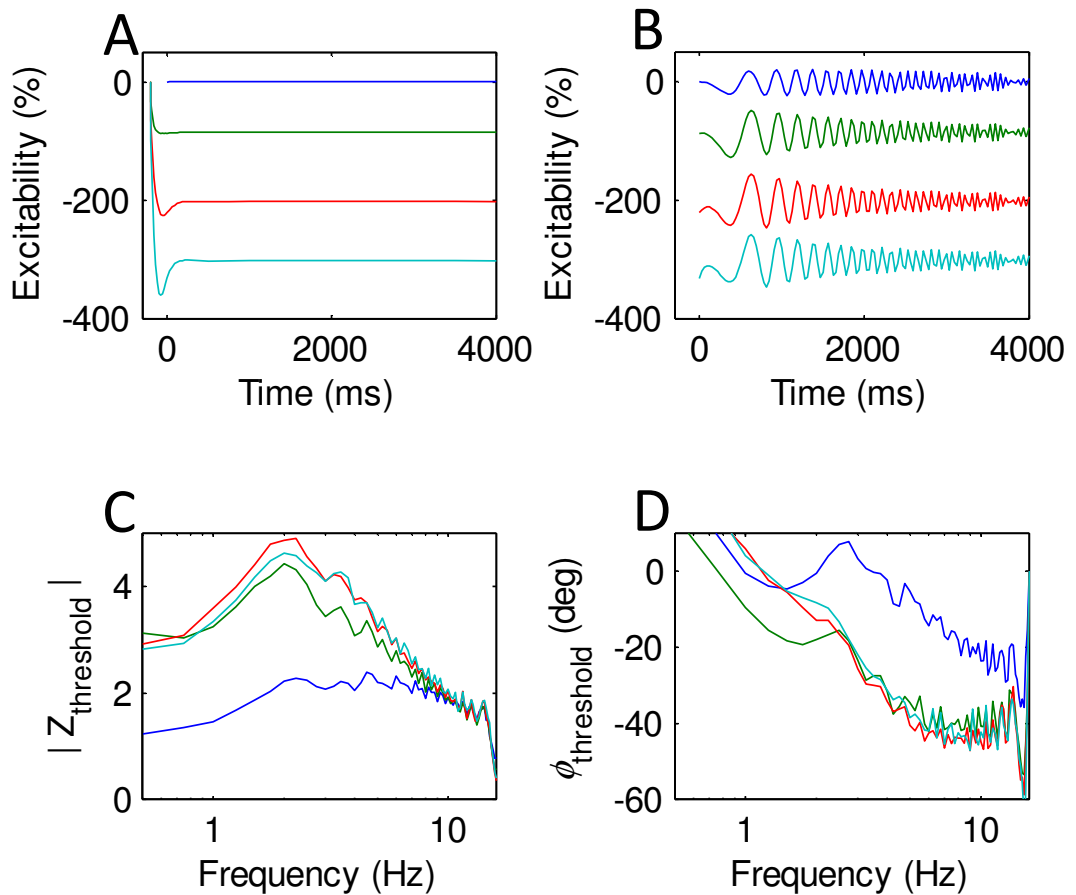 A
B
Excitability (%)
0
-200
-400
0
2000
4000
Time (ms)
Excitability (%)
0
-200
-400
0
2000
4000
Time (ms)
C
D
| Z threshold |
4
2
0
1
10
Frequency (Hz)
ϕ threshold (deg)
0
-20
-40
-60
1
10
Frequency (Hz)